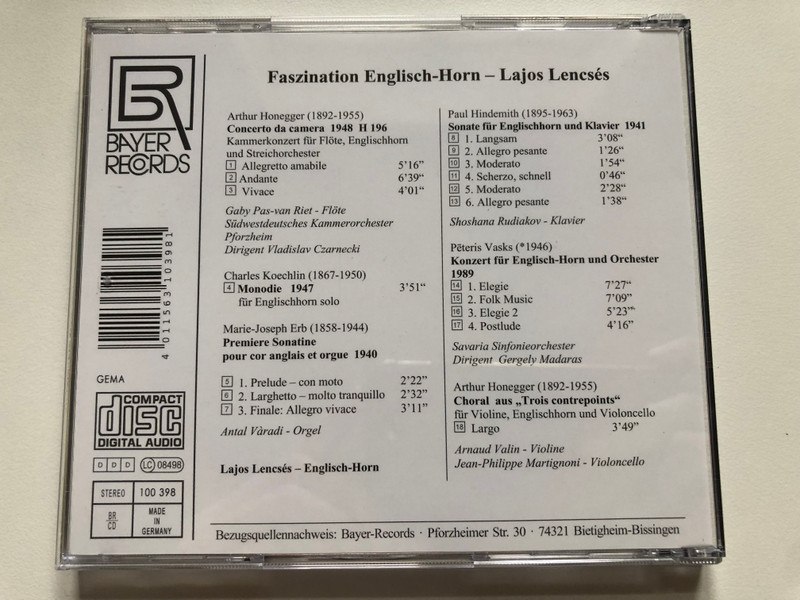 Faszination Englisch-Horn – Lajos Lencsés
BAYER
RECORDS
4 011563 103981
GEMA
COMPACT
disc
DIGITAL AUDIO
D D D LC 08498
STEREO 100 398
BR
CD
MADE
IN
GERMANY
Arthur Honegger (1892-1955)
Concerto da camera 1948 H 196
Kammerkonzert für Flöte, Englischhorn
und Streichorchester
1 Allegretto amabile 5'16"
2 Andante 6'39"
3 Vivace 4'01"
Gaby Pas-van Riet - Flöte
Südwestdeutsches Kammerorchester
Pforzheim
Dirigent Vladislav Czarnecki
Charles Koechlin (1867-1950)
4 Monodie 1947 3'51"
für Englischhorn solo
Marie-Joseph Erb (1858-1944)
Premiere Sonatine
pour cor anglais et orgue 1940
5 1. Prelude – con moto 2'22"
6 2. Larghetto – molto tranquillo 2'32"
7 3. Finale: Allegro vivace 3'11"
Antal Vàradi - Orgel
Lajos Lencsés – Englisch-Horn
Paul Hindemith (1895-1963)
Sonate für Englischhorn und Klavier 1941
8 1. Langsam 3'08"
9 2. Allegro pesante 1'26"
10 3. Moderato 1'54"
11 4. Scherzo, schnell 0'46"
12 5. Moderato 2'28"
13 6. Allegro pesante 1'38"
Shoshana Rudiakov - Klavier
Pēteris Vasks (*1946)
Konzert für Englisch-Horn und Orchester
1989
14 1. Elegie 7'27"
15 2. Folk Music 7'09"
16 3. Elegie 2 5'23"
17 4. Postlude 4'16"
Savaria Sinfonieorchester
Dirigent Gergely Madaras
Arthur Honegger (1892-1955)
Choral aus „Trois contrepoints“
für Violine, Englischhorn und Violoncello
18 Largo 3'49"
Arnaud Valin - Violine
Jean-Philippe Martignoni - Violoncello
Bezugsquellennachweis: Bayer-Records · Pforzheimer Str. 30 · 74321 Bietigheim-Bissingen